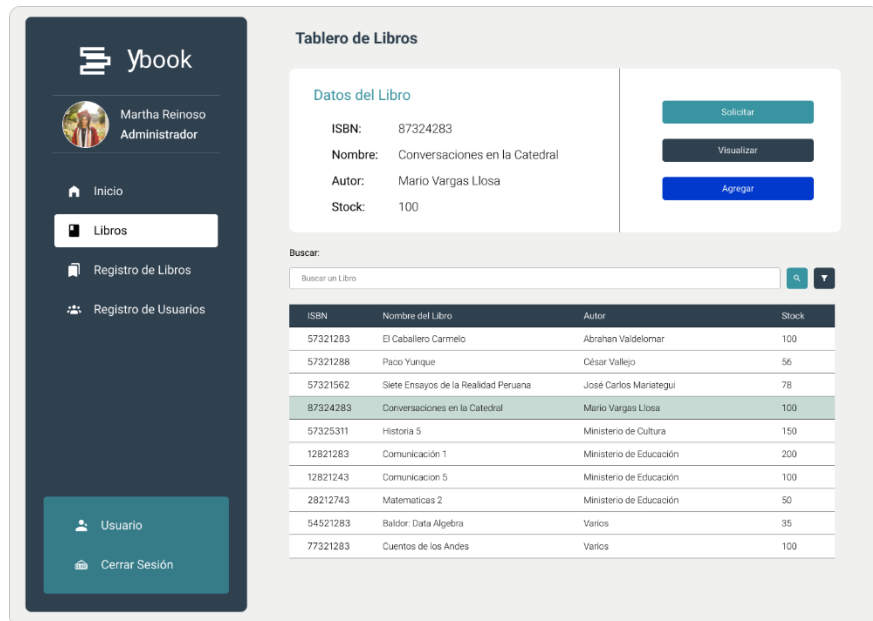 ybook
Martha Reinoso
Administrador
Inicio
Libros
Registro de Libros
Registro de Usuarios
Usuario
Cerrar Sesión
Tablero de Libros
Datos del Libro
ISBN: 87324283
Nombre: Conversaciones en la Catedral
Autor: Mario Vargas Llosa
Stock: 100
Solicitar
Visualizar
Agregar
Buscar:
Buscar un Libro
ISBN Nombre del Libro Autor Stock
57321283 El Caballero Carmelo Abrahan Valdelomar 100
57321288 Paco Yunque César Vallejo 56
57321562 Siete Ensayos de la Realidad Peruana José Carlos Mariategui 78
87324283 Conversaciones en la Catedral Mario Vargas Llosa 100
57325311 Historia 5 Ministerio de Cultura 150
12821283 Comunicación 1 Ministerio de Educación 200
12821243 Comunicacion 5 Ministerio de Educación 100
28212743 Matematicas 2 Ministerio de Educación 50
54521283 Baldor: Data Algebra Varios 35
77321283 Cuentos de los Andes Varios 100